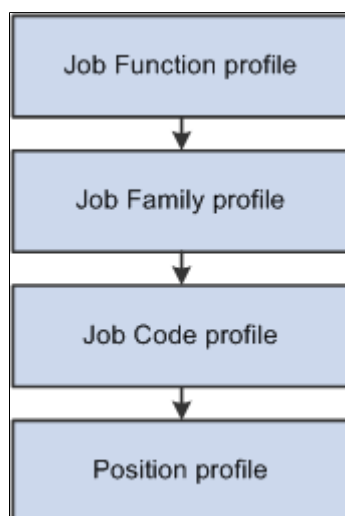 Job Function profile
Job Family profile
Job Code profile
Position profile